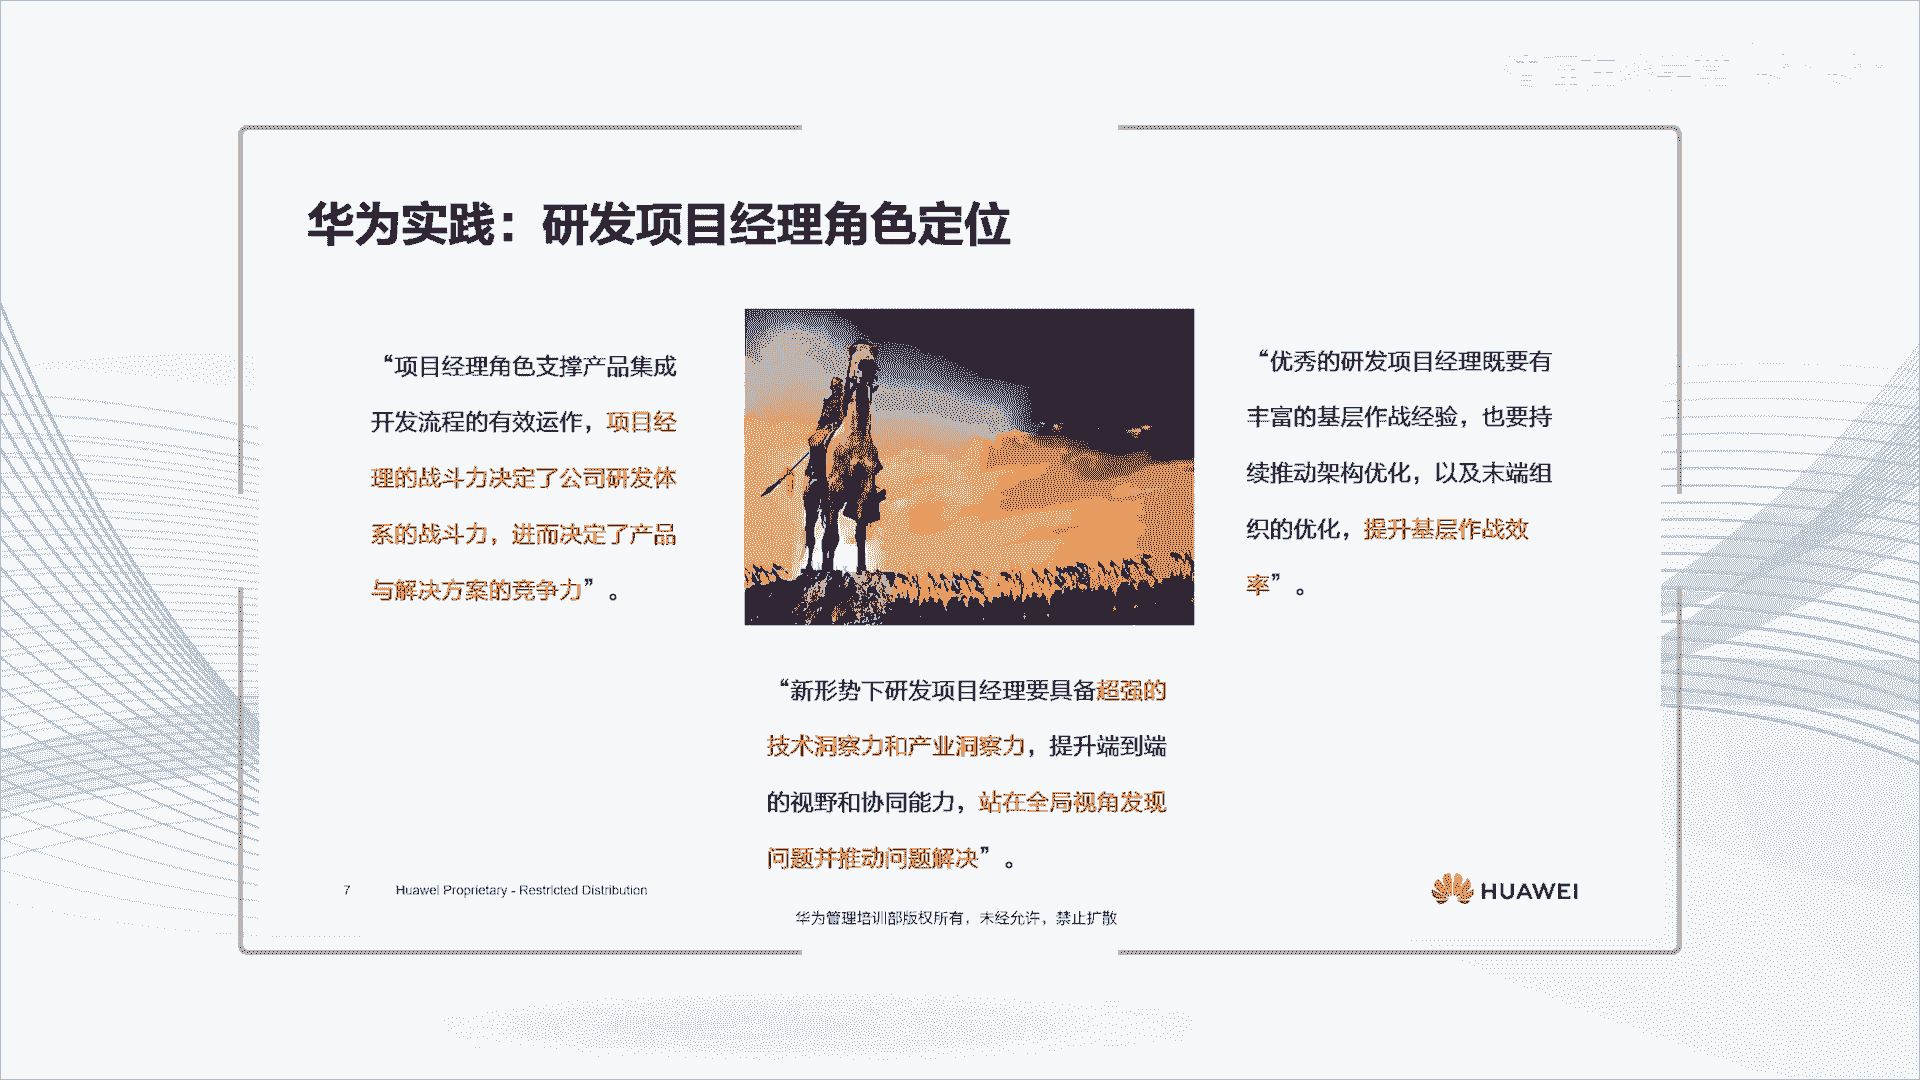 华为实践：研发项目经理角色定位
“项目经理角色支撑产品集成
开发流程的有效运作，项目经
理的战斗力决定了公司研发体
系的战斗力，进而决定了产品
与解决方案的竞争力”。
“优秀的研发项目经理既要有
丰富的基层作战经验，也要持
续推动架构优化，以及末端组
织的优化，提升基层作战效
率”。
“新形势下研发项目经理要具备超强的
技术洞察力和产业洞察力，提升端到端
的视野和协同能力，站在全局视角发现
问题并推动问题解决”。
7 Huawei Proprietary - Restricted Distribution
HUAWEI
华为管理培训部版权所有，未经允许，禁止扩散